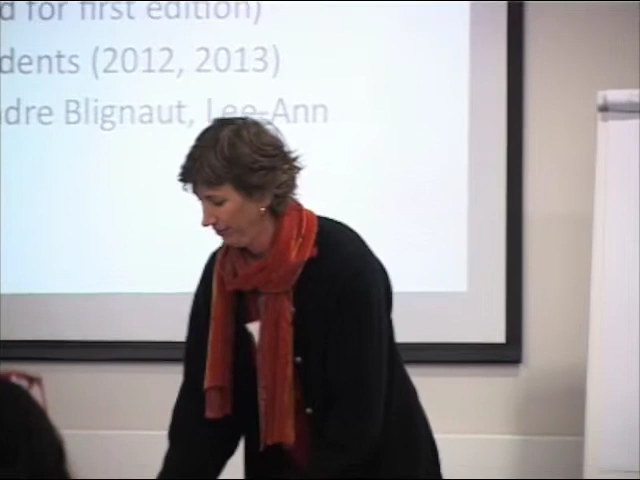 d for first edition)
dents (2012, 2013)
dre Blignaut, Lee-Ann